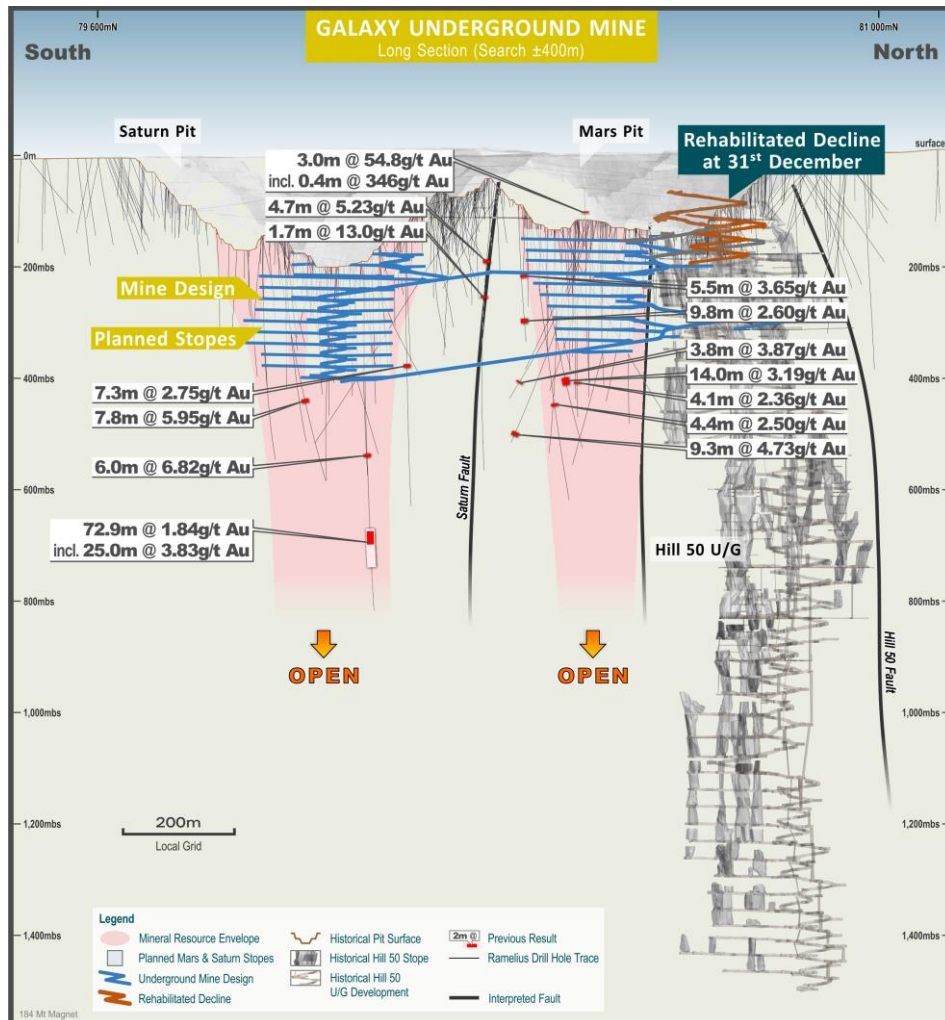 79 600mN
GALAXY UNDERGROUND MINE
81 000mN
South
Long Section (Search ±400m)
North
Saturn Pit
Mars Pit
Rehabilitated Decline
at 31st December
surface
0m
3.0m @ 54.8g/t Au
incl. 0.4m @ 346g/t Au
4.7m @ 5.23g/t Au
1.7m @ 13.0g/t Au
200mbs
200mbs
Mine Design
Planned Stopes
5.5m @ 3.65g/t Au
9.8m @ 2.60g/t Au
3.8m @ 3.87g/t Au
14.0m @ 3.19g/t Au
4.1m @ 2.36g/t Au
4.4m @ 2.50g/t Au
9.3m @ 4.73g/t Au
400mbs
400mbs
7.3m @ 2.75g/t Au
7.8m @ 5.95g/t Au
6.0m @ 6.82g/t Au
72.9m @ 1.84g/t Au
incl. 25.0m @ 3.83g/t Au
Saturn Fault
Hill 50 U/G
Hill 50 Fault
600mbs
600mbs
800mbs
800mbs
OPEN
OPEN
1,000mbs
1,000mbs
1,200mbs
1,200mbs
200m
Local Grid
1,400mbs
1,400mbs
Legend
Mineral Resource Envelope
Planned Mars & Saturn Stopes
Underground Mine Design
Rehabilitated Decline
Historical Pit Surface
Historical Hill 50 Stope
Historical Hill 50
U/G Development
2m @
Previous Result
Ramelius Drill Hole Trace
Interpreted Fault
184 Mt Magnet